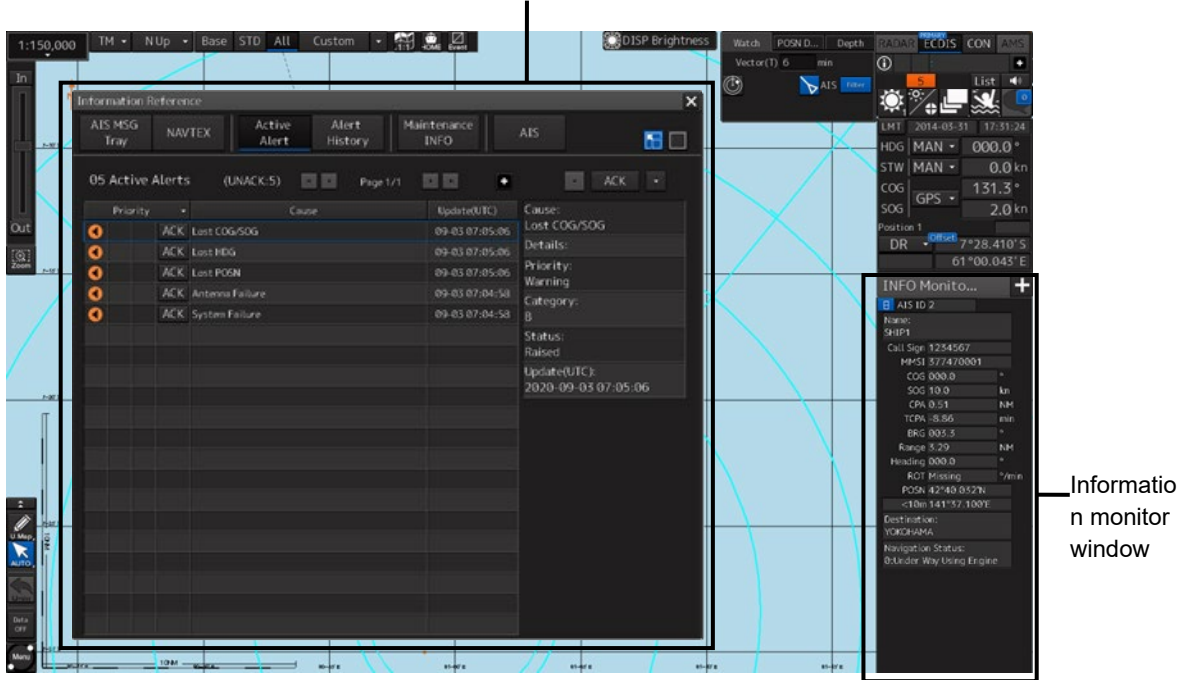 1:150,000
TM N Up Base STD All Custom 1:1 HOME Event
DISP Brightness
Watch POSN D... Depth
Vector(T) 6 min
AIS Filter
RADAR PRIMARY ECDIS CON AMS
5 List
LMT 2014-03-31 17:31:24
HDG MAN 000.0 °
STW MAN 0.0 kn
COG 131.3 °
GPS
SOG 2.0 kn
Position 1
DR Offset 7°28.410'S
61°00.043'E
In
Out
Zoom
Information Reference
AIS MSG Tray
NAVTEX
Active Alert
Alert History
Maintenance INFO
AIS
05 Active Alerts (UNACK:5) Page 1/1 ACK
Priority Cause Update(UTC)
ACK Lost COG/SOG 09-03 07:05:06
ACK Lost HDG 09-03 07:05:06
ACK Lost POSN 09-03 07:05:06
ACK Antenna Failure 09-03 07:04:58
ACK System Failure 09-03 07:04:58
Cause:
Lost COG/SOG
Details:
Priority:
Warning
Category:
B
Status:
Raised
Update(UTC):
2020-09-03 07:05:06
INFO Monito...
AIS ID 2
Name:
SHIP1
Call Sign 1234567
MMSI 377470001
COG 000.0 °
SOG 10.0 kn
CPA 0.51 NM
TCPA -8.86 min
BRG 003.3 °
Range 3.29 NM
Heading 000.0 °
ROT Missing °/min
POSN 42°40.032'N
<10m 141°37.100'E
Destination:
YOKOHAMA
Navigation Status:
0:Under Way Using Engine
Informatio
n monitor
window
U.Map
AUTO
Undo
Data
OFF
Menu
10NM
10NM